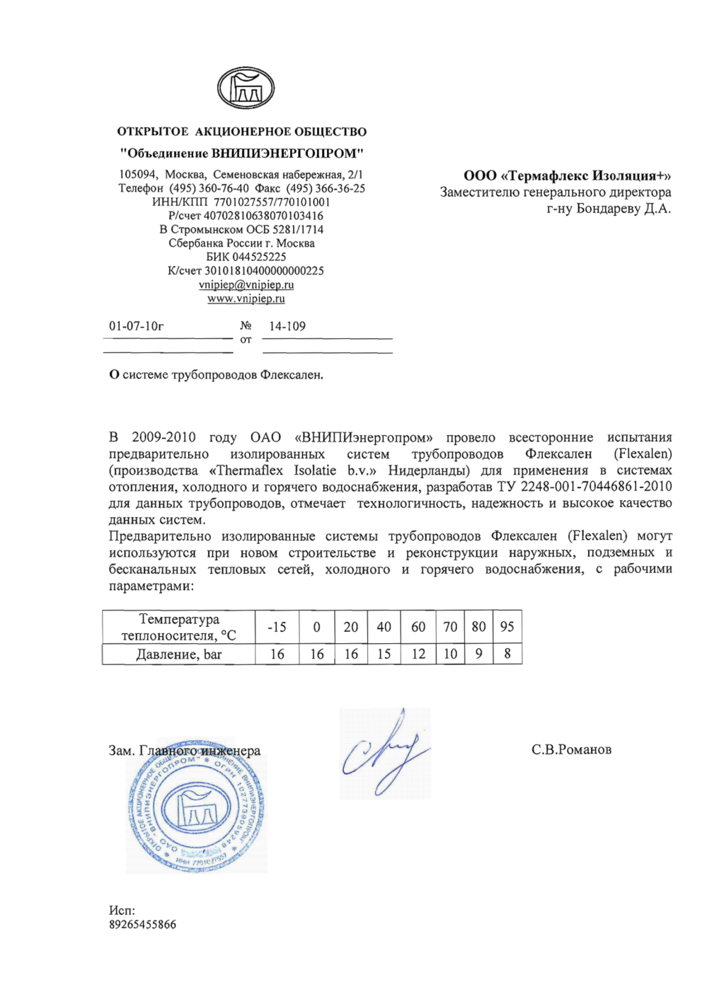 ОТКРЫТОЕ АКЦИОНЕРНОЕ ОБЩЕСТВО
"Объединение ВНИПИЭНЕРГОПРОМ"
105094, Москва, Семеновская набережная, 2/1
Телефон (495) 360-76-40 Факс (495) 366-36-25
ИНН/КПП 7701027557/770101001
Р/счет 40702810638070103416
В Стромынском ОСБ 5281/1714
Сбербанка России г. Москва
БИК 044525225
К/счет 30101810400000000225
vnipiep@vnipiep.ru
www.vnipiep.ru
ООО «Термафлекс Изоляция+»
Заместителю генерального директора
г-ну Бондареву Д.А.
01-07-10г № 14-109
от
О системе трубопроводов Флексален.
В 2009-2010 году ОАО «ВНИПИэнергопром» провело всесторонние испытания
предварительно изолированных систем трубопроводов Флексален (Flexalen)
(производства «Thermaflex Isolatie b.v.» Нидерланды) для применения в системах
отопления, холодного и горячего водоснабжения, разработав ТУ 2248-001-70446861-2010
для данных трубопроводов, отмечает технологичность, надежность и высокое качество
данных систем.
Предварительно изолированные системы трубопроводов Флексален (Flexalen) могут
используются при новом строительстве и реконструкции наружных, подземных и
бесканальных тепловых сетей, холодного и горячего водоснабжения, с рабочими
параметрами:
Температура
теплоносителя, °С -15 0 20 40 60 70 80 95
Давление, bar 16 16 16 15 12 10 9 8
Зам. Главного инженера С.В.Романов
ОТКРЫТОЕ АКЦИОНЕРНОЕ ОБЩЕСТВО ОБЪЕДИНЕНИЕ ВНИПИЭНЕРГОПРОМ
ОАО "ВНИПИЭНЕРГОПРОМ" * ОГРН 1027739059348
ИНН 7701027557
Исп:
89265455866